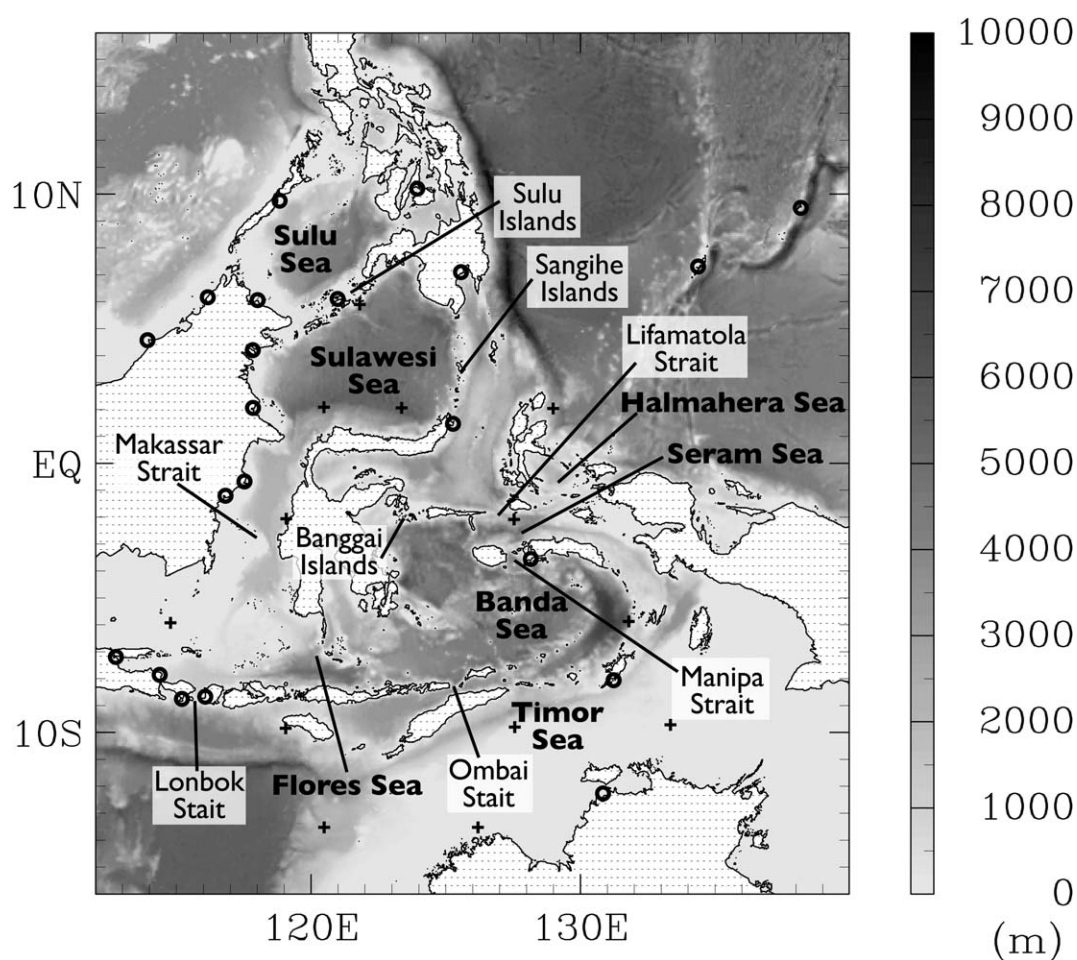 10000
9000
8000
7000
6000
5000
4000
3000
2000
1000
0
(m)
10N
EQ
10S
120E
130E
Sulu
Islands
Sulu
Sea
Sangihe
Islands
Lifamatola
Strait
Sulawesi
Sea
Halmahera Sea
Makassar
Strait
Seram Sea
Banggai
Islands
Banda
Sea
Manipa
Strait
Timor
Sea
Lonbok
Stait
Flores Sea
Ombai
Stait